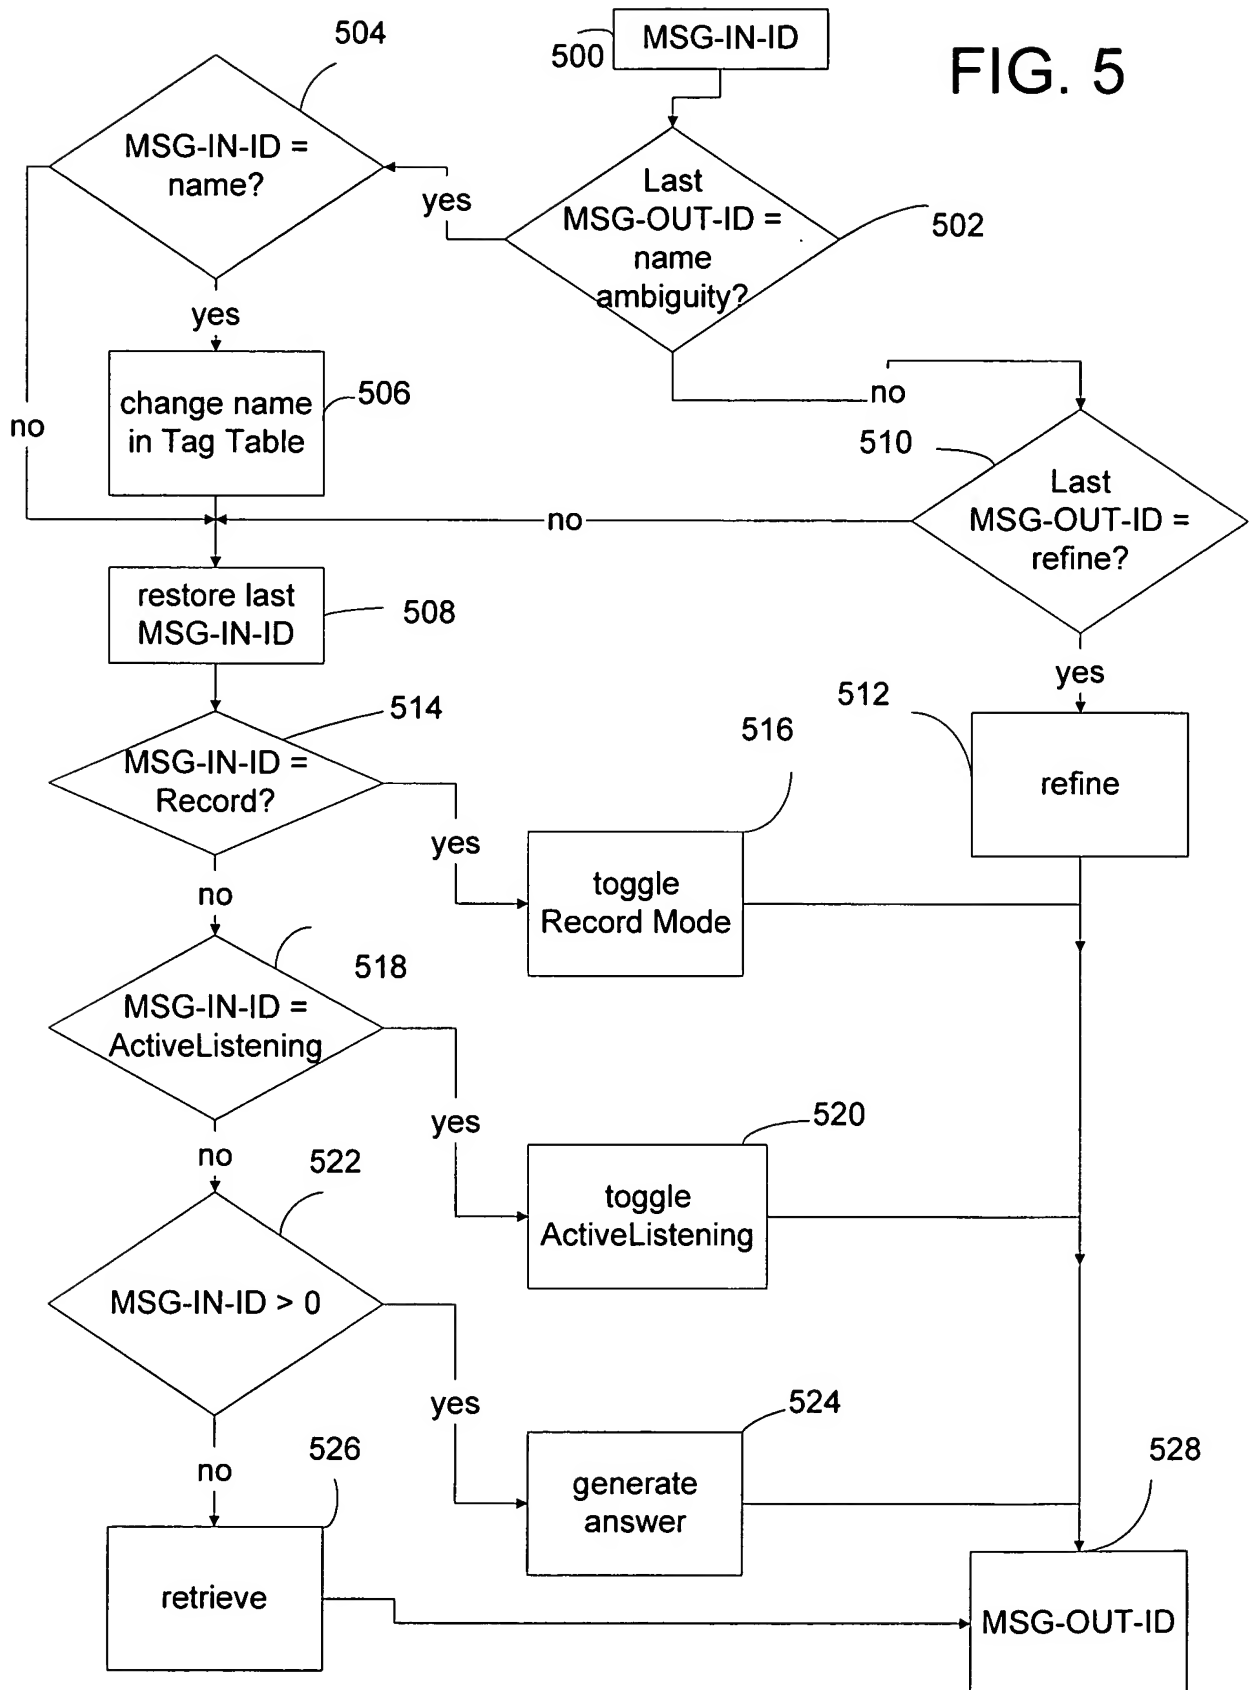 504
500
MSG-IN-ID
FIG. 5
MSG-IN-ID =
name?
yes
Last
MSG-OUT-ID =
name
ambiguity?
502
yes
change name
in Tag Table
506
no
no
510
Last
MSG-OUT-ID =
refine?
no
restore last
MSG-IN-ID
508
yes
514
512
516
MSG-IN-ID =
Record?
refine
yes
toggle
Record Mode
no
518
MSG-IN-ID =
ActiveListening
yes
520
no
522
toggle
ActiveListening
MSG-IN-ID > 0
yes
524
no
526
528
generate
answer
retrieve
MSG-OUT-ID